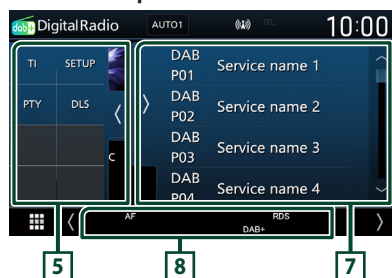 dab+ DigitalRadio AUTO1 TEL 10:00
TI SETUP
PTY DLS
C
DAB P01 Service name 1
DAB P02 Service name 2
DAB P03 Service name 3
DAB P04 Service name 4
AF RDS
DAB+
5 8 7